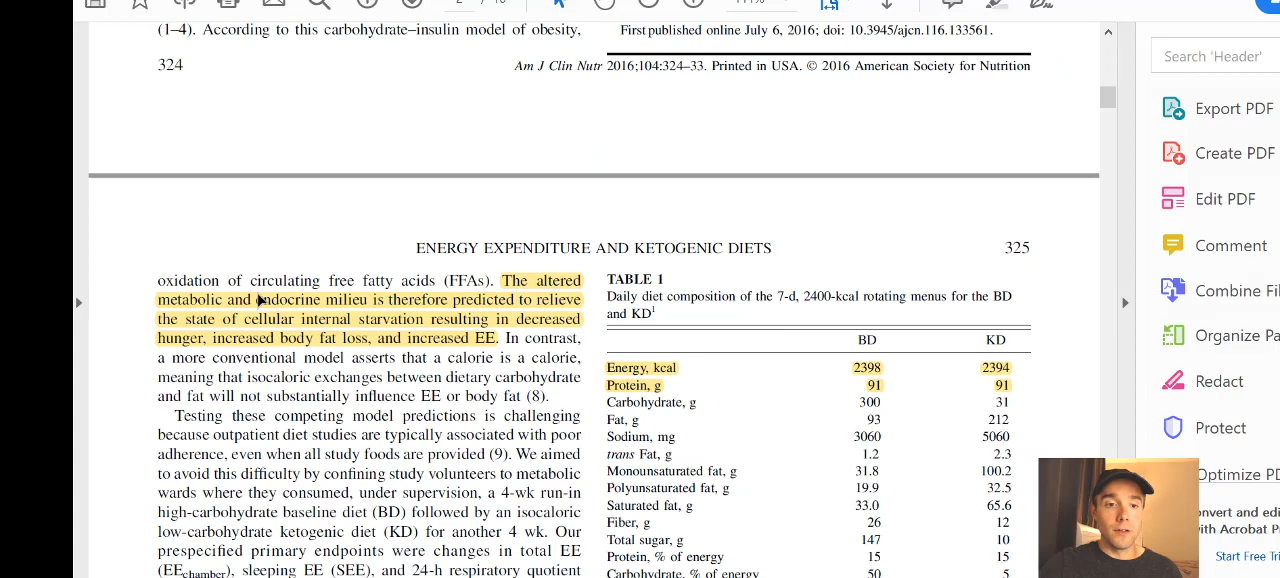 (1–4). According to this carbohydrate–insulin model of obesity,
First published online July 6, 2016; doi: 10.3945/ajcn.116.133561.
324
Am J Clin Nutr 2016;104:324–33. Printed in USA. © 2016 American Society for Nutrition
ENERGY EXPENDITURE AND KETOGENIC DIETS
325
oxidation of circulating free fatty acids (FFAs). The altered
metabolic and endocrine milieu is therefore predicted to relieve
the state of cellular internal starvation resulting in decreased
hunger, increased body fat loss, and increased EE. In contrast,
a more conventional model asserts that a calorie is a calorie,
meaning that isocaloric exchanges between dietary carbohydrate
and fat will not substantially influence EE or body fat (8).
Testing these competing model predictions is challenging
because outpatient diet studies are typically associated with poor
adherence, even when all study foods are provided (9). We aimed
to avoid this difficulty by confining study volunteers to metabolic
wards where they consumed, under supervision, a 4-wk run-in
high-carbohydrate baseline diet (BD) followed by an isocaloric
low-carbohydrate ketogenic diet (KD) for another 4 wk. Our
prespecified primary endpoints were changes in total EE
(EEchamber), sleeping EE (SEE), and 24-h respiratory quotient
TABLE 1
Daily diet composition of the 7-d, 2400-kcal rotating menus for the BD
and KD1
BD KD
Energy, kcal 2398 2394
Protein, g 91 91
Carbohydrate, g 300 31
Fat, g 93 212
Sodium, mg 3060 5060
trans Fat, g 1.2 2.3
Monounsaturated fat, g 31.8 100.2
Polyunsaturated fat, g 19.9 32.5
Saturated fat, g 33.0 65.6
Fiber, g 26 12
Total sugar, g 147 10
Protein, % of energy 15 15
Carbohydrate, % of energy 50 5
Search 'Header'
Export PDF
Create PDF
Edit PDF
Comment
Combine Fil
Organize Pa
Redact
Protect
Optimize PD
nvert and edi
with Acrobat P
Start Free Tri